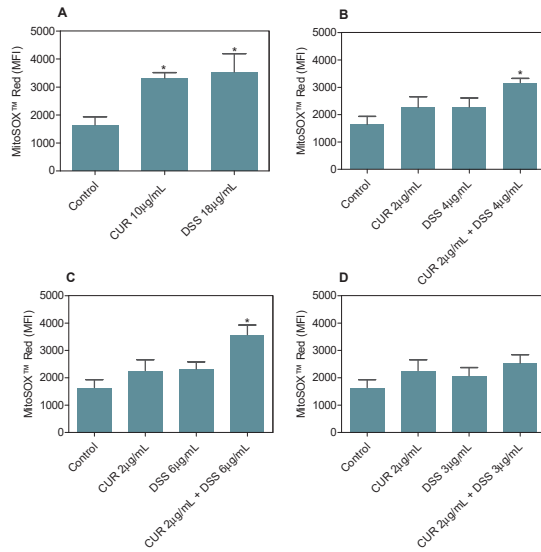 A
MitoSOX™ Red (MFI)
5000
4000
3000
2000
1000
0
*
*
Control
CUR 10µg/mL
DSS 18µg/mL
B
MitoSOX™ Red (MFI)
5000
4000
3000
2000
1000
0
*
Control
CUR 2µg/mL
DSS 4µg/mL
CUR 2µg/mL + DSS 4µg/mL
C
MitoSOX™ Red (MFI)
5000
4000
3000
2000
1000
0
*
Control
CUR 2µg/mL
DSS 6µg/mL
CUR 2µg/mL + DSS 6µg/mL
D
MitoSOX™ Red (MFI)
5000
4000
3000
2000
1000
0
Control
CUR 2µg/mL
DSS 3µg/mL
CUR 2µg/mL + DSS 3µg/mL